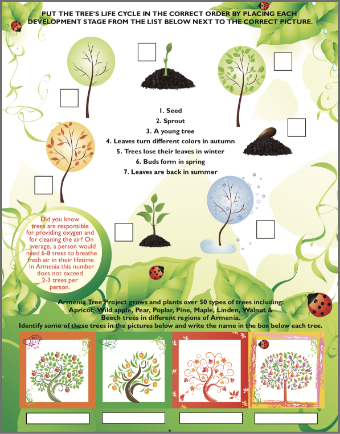 PUT THE TREE'S LIFE CYCLE IN THE CORRECT ORDER BY PLACING EACH
DEVELOPMENT STAGE FROM THE LIST BELOW NEXT TO THE CORRECT PICTURE.
1. Seed
2. Sprout
3. A young tree
4. Leaves turn different colors in autumn
5. Trees lose their leaves in winter
6. Buds form in spring
7. Leaves are back in summer
Did you know
trees are responsible
for providing oxygen and
for cleaning the air? On
average, a person would
need 6-8 trees to breathe
fresh air in their lifetime.
In Armenia this number
does not exceed
2-3 trees per
person.
Armenia Tree Project grows and plants over 50 types of trees including:
Apricot, Wild apple, Pear, Poplar, Pine, Maple, Linden, Walnut &
Beech trees in different regions of Armenia.
Identify some of these trees in the pictures below and write the name in the box below each tree.